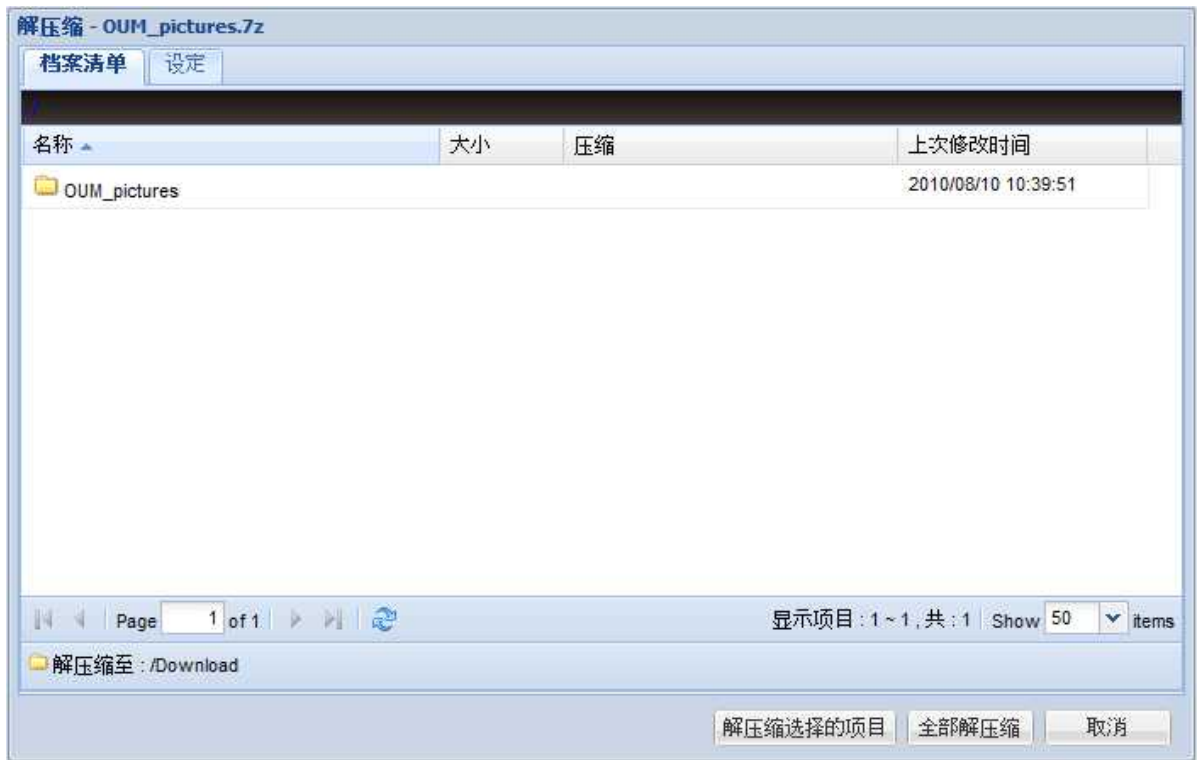 解压缩 - OUM_pictures.7z
档案清单 设定
/
名称 大小 压缩 上次修改时间
OUM_pictures 2010/08/10 10:39:51
Page 1 of 1 显示项目 : 1 ~ 1 , 共 : 1 Show 50 items
解压缩至 : /Download
解压缩选择的项目 全部解压缩 取消